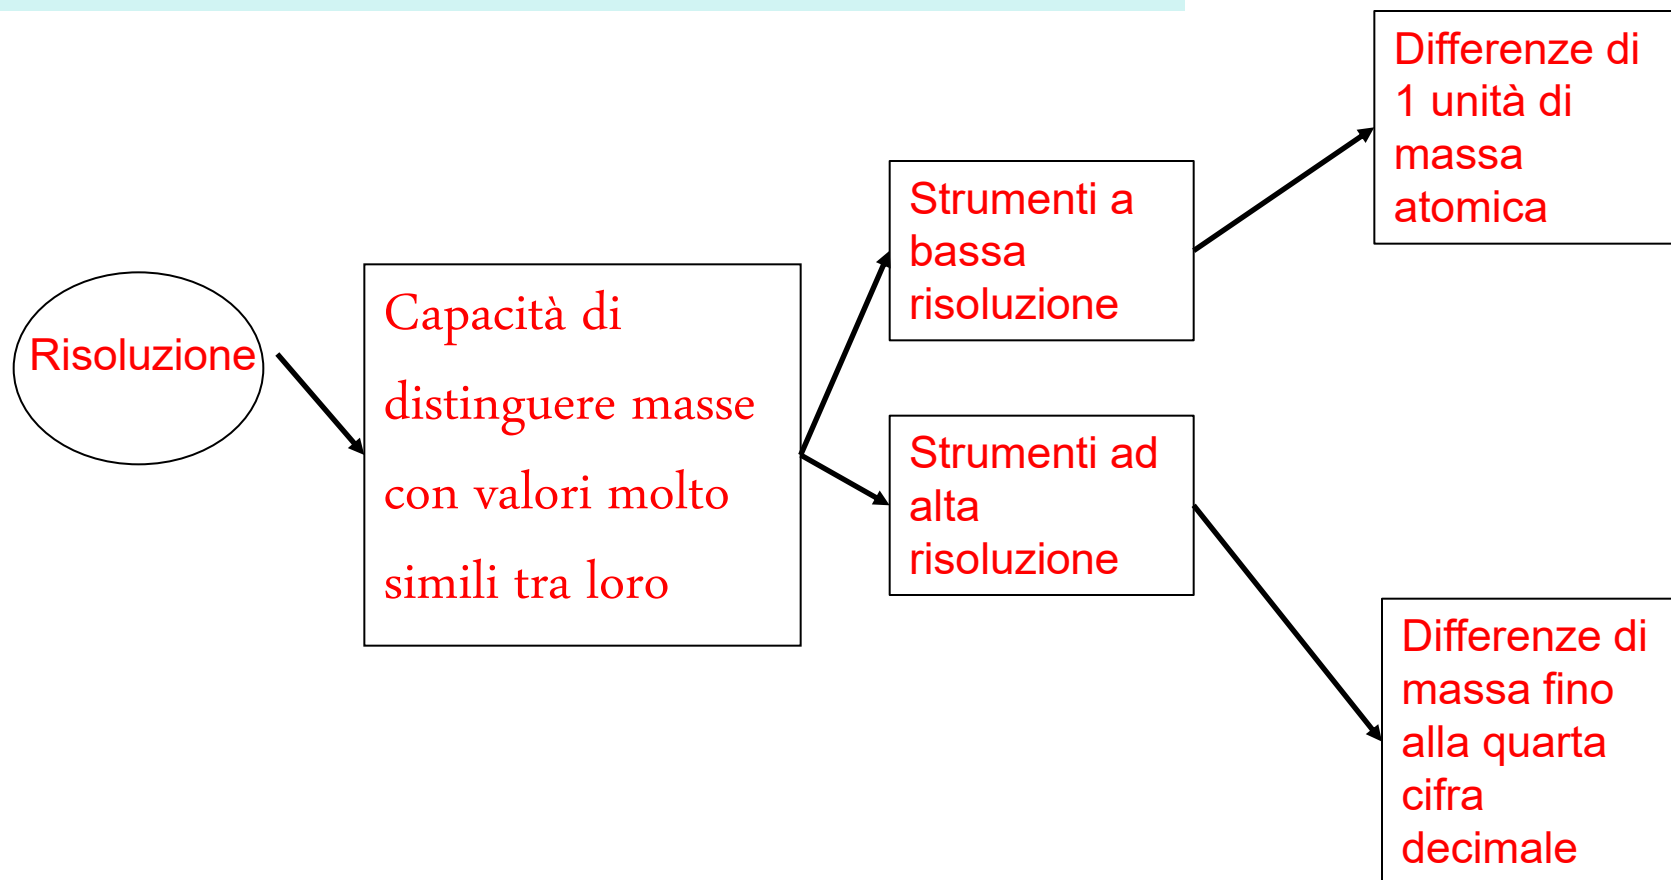 Risoluzione
Capacità di
distinguere masse
con valori molto
simili tra loro
Strumenti a
bassa
risoluzione
Strumenti ad
alta
risoluzione
Differenze di
1 unità di
massa
atomica
Differenze di
massa fino
alla quarta
cifra
decimale